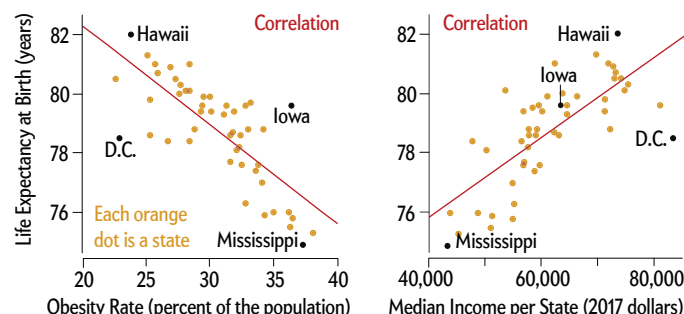 Life Expectancy at Birth (years)
82
80
78
76
Hawaii
Correlation
Iowa
D.C.
Each orange
dot is a state
Mississippi
20
25
30
35
40
Obesity Rate (percent of the population)
82
80
78
76
Correlation
Hawaii
Iowa
D.C.
Mississippi
40,000
60,000
80,000
Median Income per State (2017 dollars)